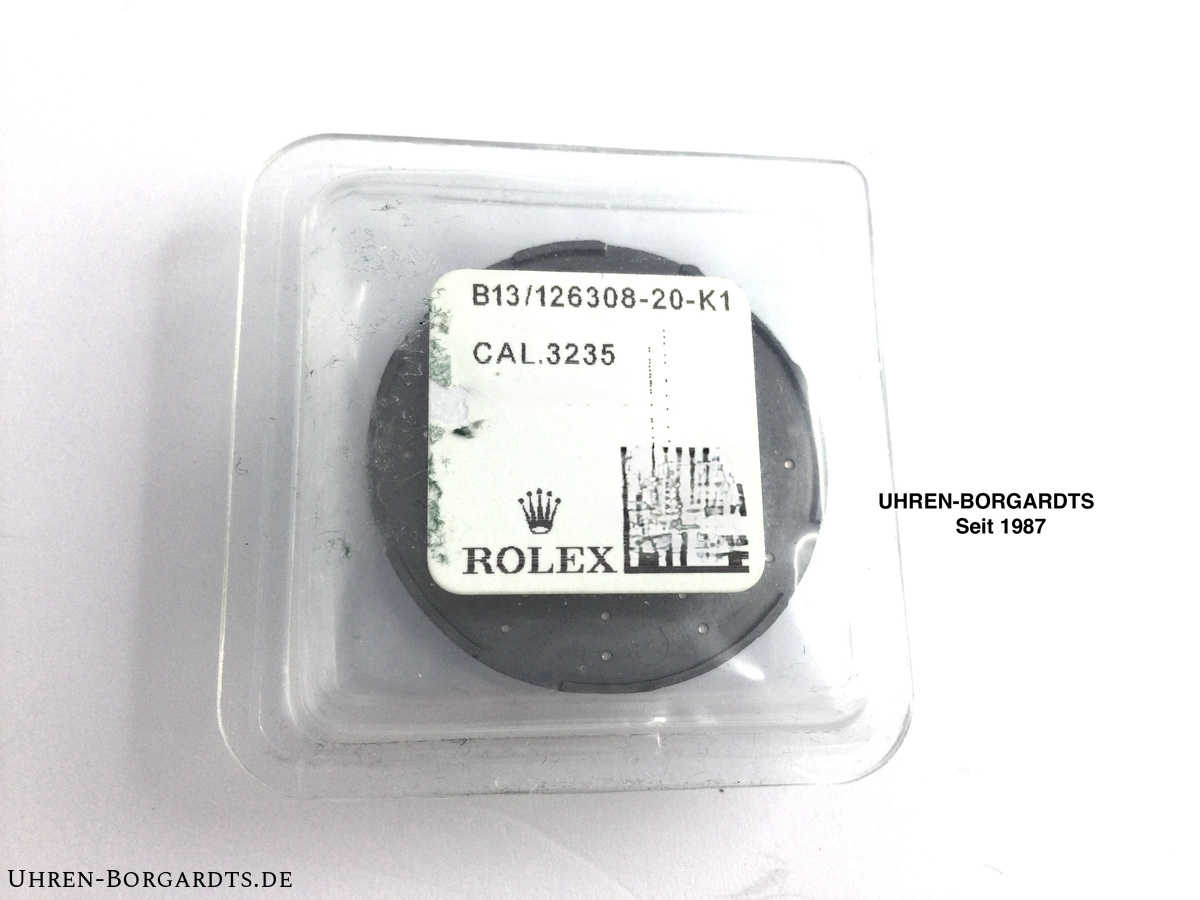 B13/126308-20-K1
CAL.3235
ROLEX
UHREN-BORGARDTS
Seit 1987
UHREN-BORGARDTS.DE